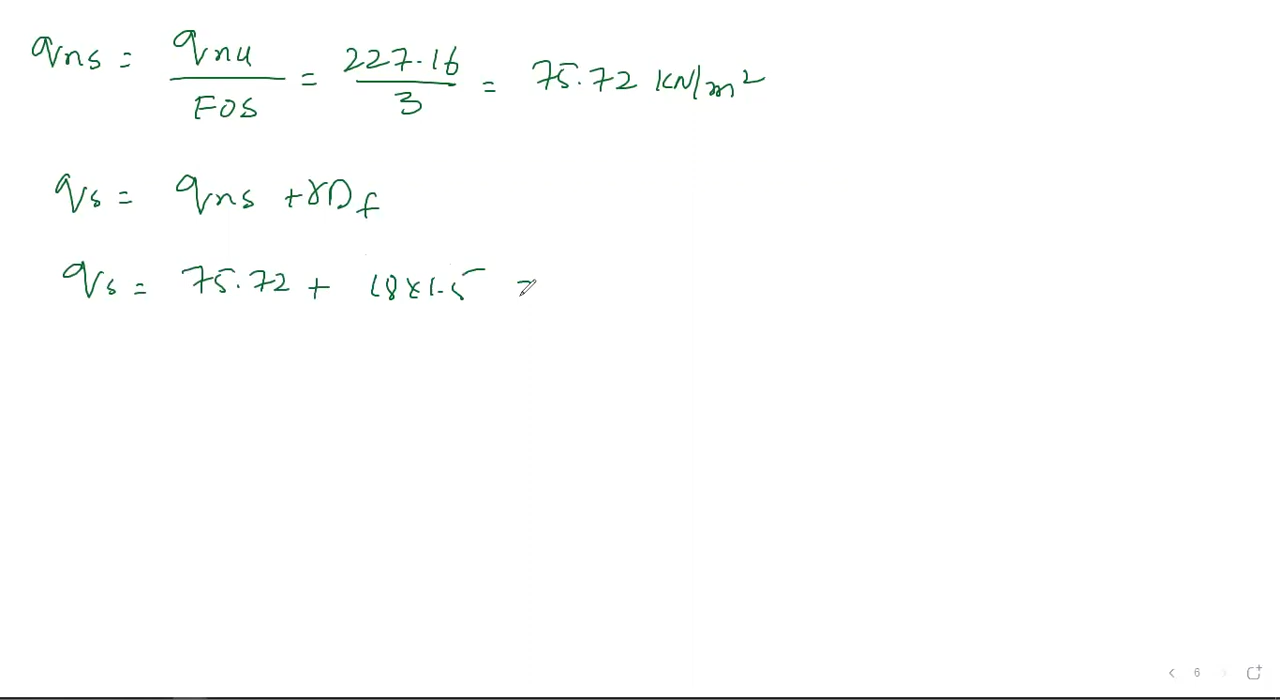 qns = qnu / FOS = 227.16 / 3 = 75.72 KN/m²
qs = qns + γDf
qs = 75.72 + 18×1.5 =
6